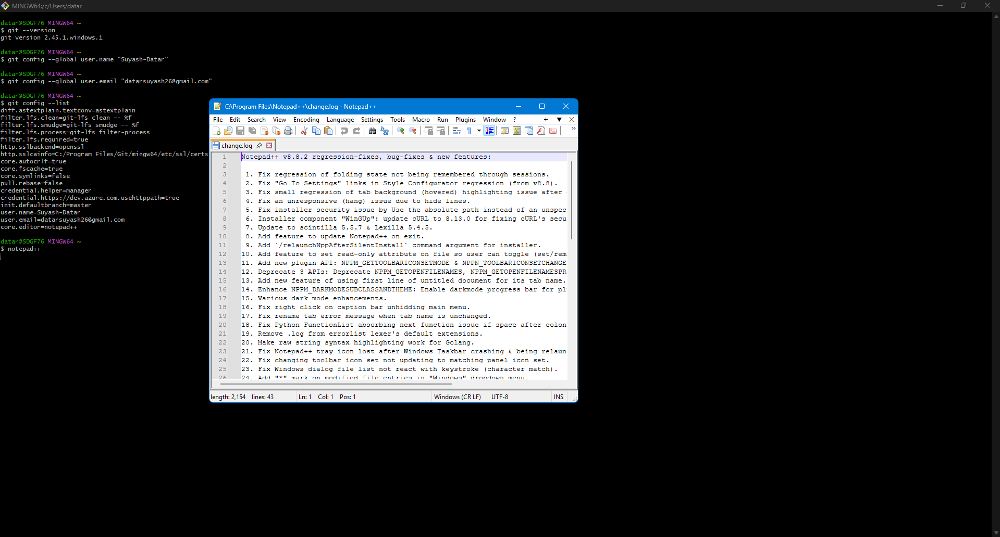 MINGW64:/c/Users/datar
datar@SDGF76 MINGW64 ~
$ git --version
git version 2.45.1.windows.1
datar@SDGF76 MINGW64 ~
$ git config --global user.name "Suyash-Datar"
datar@SDGF76 MINGW64 ~
$ git config --global user.email "datarsuyash26@gmail.com"
datar@SDGF76 MINGW64 ~
$ git config --list
diff.astextplain.textconv=astextplain
filter.lfs.clean=git-lfs clean -- %f
filter.lfs.smudge=git-lfs smudge -- %f
filter.lfs.process=git-lfs filter-process
filter.lfs.required=true
http.sslbackend=openssl
http.sslcainfo=C:/Program Files/Git/mingw64/etc/ssl/certs
core.autocrlf=true
core.fscache=true
core.symlinks=false
pull.rebase=false
credential.helper=manager
credential.https://dev.azure.com.usehttppath=true
init.defaultbranch=master
user.name=Suyash-Datar
user.email=datarsuyash26@gmail.com
core.editor=notepad++
datar@SDGF76 MINGW64 ~
$ notepad++
C:\Program Files\Notepad++\change.log - Notepad++
File Edit Search View Encoding Language Settings Tools Macro Run Plugins Window ?
change.log
1 Notepad++ v8.8.2 regression-fixes, bug-fixes & new features:
2
3 1. Fix regression of folding state not being remembered through sessions.
4 2. Fix "Go To Settings" links in Style Configurator regression (from v8.8).
5 3. Fix small regression of tab background (hovered) highlighting issue after
6 4. Fix an unresponsive (hang) issue due to hide lines.
7 5. Fix installer security issue by Use the absolute path instead of an unspec
8 6. Installer component "WinGUp": update cURL to 8.13.0 for fixing cURL's secu
9 7. Update to scintilla 5.5.7 & Lexilla 5.4.5.
10 8. Add feature to update Notepad++ on exit.
11 9. Add `/relaunchNppAfterSilentInstall` command argument for installer.
12 10. Add feature to set read-only attribute on file so user can toggle (set/rem
13 11. Add new plugin API: NPPM_GETTOOLBARICONSETMODE & NPPN_TOOLBARICONSETCHANGE
14 12. Deprecate 3 APIs: Deprecate NPPM_GETOPENFILENAMES, NPPM_GETOPENFILENAMESPR
15 13. Add new feature of using first line of untitled document for its tab name.
16 14. Enhance NPPM_DARKMODESUBCLASSANDTHEME: Enable darkmode progress bar for pl
17 15. Various dark mode enhancements.
18 16. Fix right click on caption bar unhidding main menu.
19 17. Fix rename tab error message when tab name is unchanged.
20 18. Fix Python FunctionList absorbing next function issue if space after colon
21 19. Remove .log from errorlist lexer's default extensions.
22 20. Make raw string syntax highlighting work for Golang.
23 21. Fix Notepad++ tray icon lost after Windows Taskbar crashing & being relaun
24 22. Fix changing toolbar icon set not updating to matching panel icon set.
25 23. Fix Windows dialog file list not react with keystroke (character match).
26 24. Add "*" mark on modified file entries in "Windows" dropdown menu.
length: 2,154 lines: 43 Ln: 1 Col: 1 Pos: 1 Windows (CR LF) UTF-8 INS